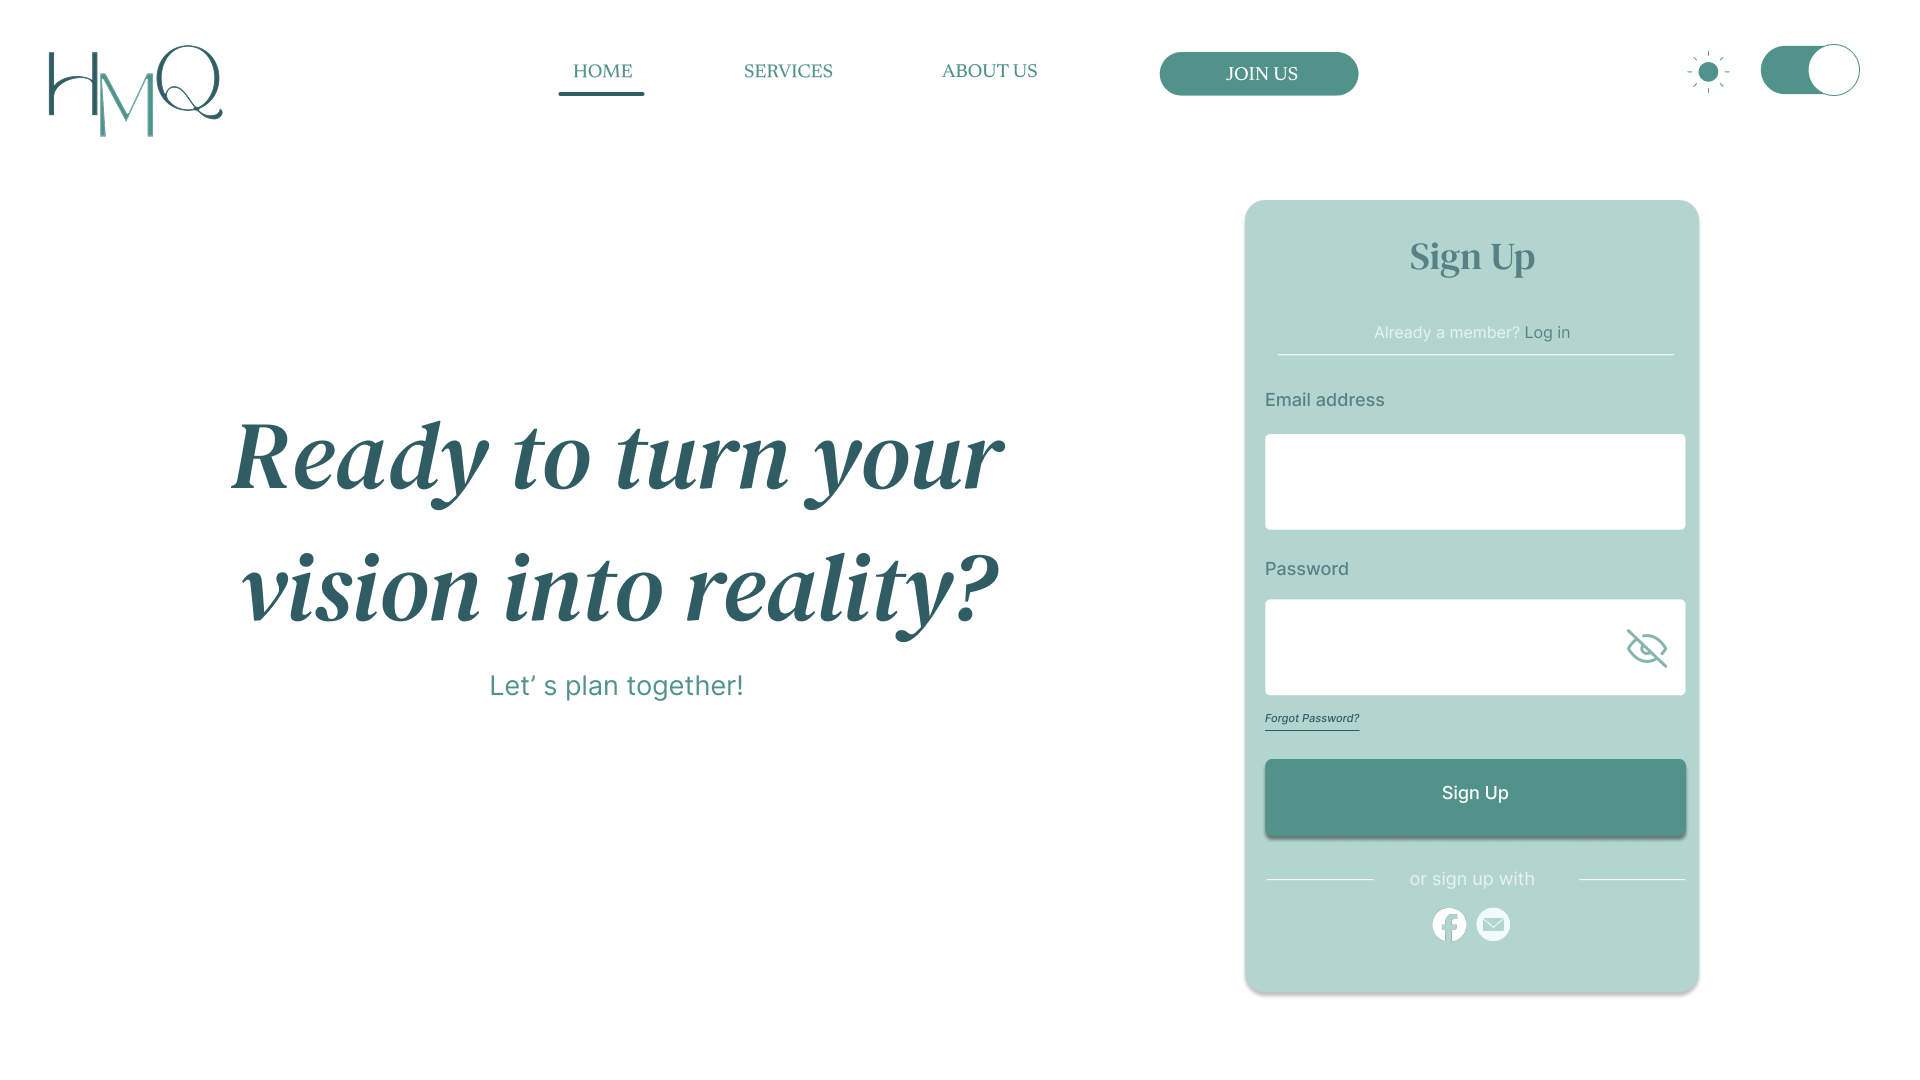 HMQ
HOME
SERVICES
ABOUT US
JOIN US
Ready to turn your
vision into reality?
Let’ s plan together!
Sign Up
Already a member? Log in
Email address
Password
Forgot Password?
Sign Up
or sign up with